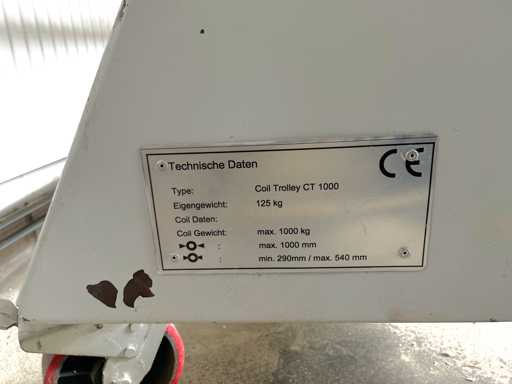 Technische Daten
CE
Type: Coil Trolley CT 1000
Eigengewicht: 125 kg
Coil Daten:
Coil Gewicht: max. 1000 kg
: max. 1000 mm
: min. 290mm / max. 540 mm